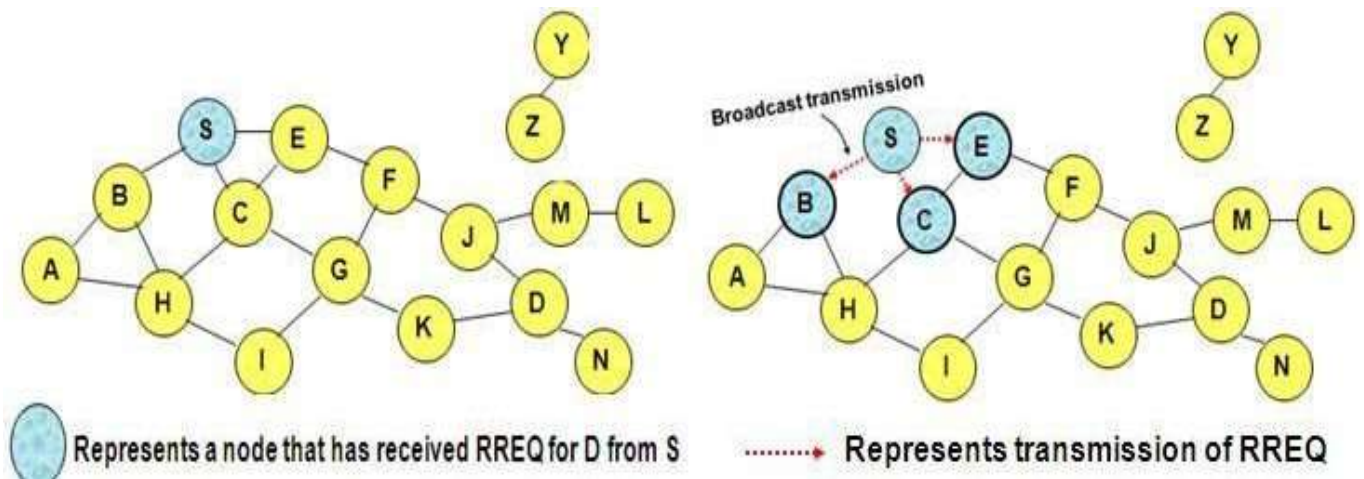 Y
Z
S
E
B
C
F
A
H
G
J
M
L
I
K
D
N
Represents a node that has received RREQ for D from S
Broadcast transmission
Y
Z
S
E
B
C
F
A
H
G
J
M
L
I
K
D
N
Represents transmission of RREQ